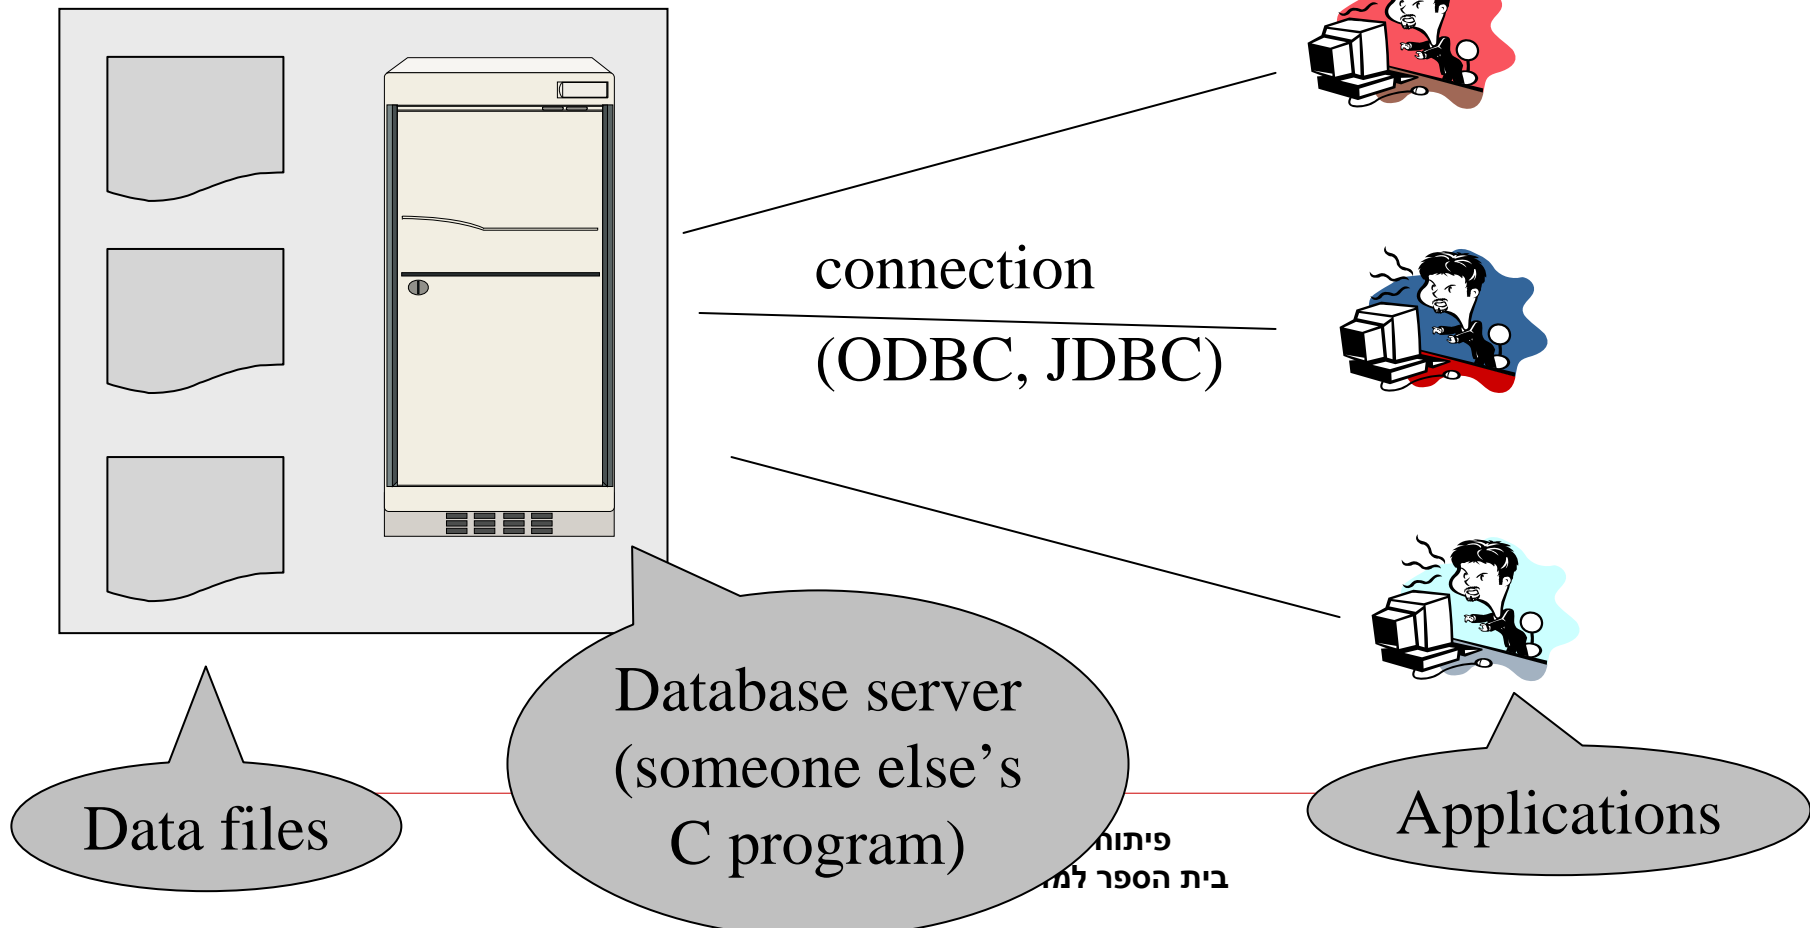 connection
(ODBC, JDBC)
Database server
(someone else’s
C program)
Data files
Applications
פיתוח
בית הספר